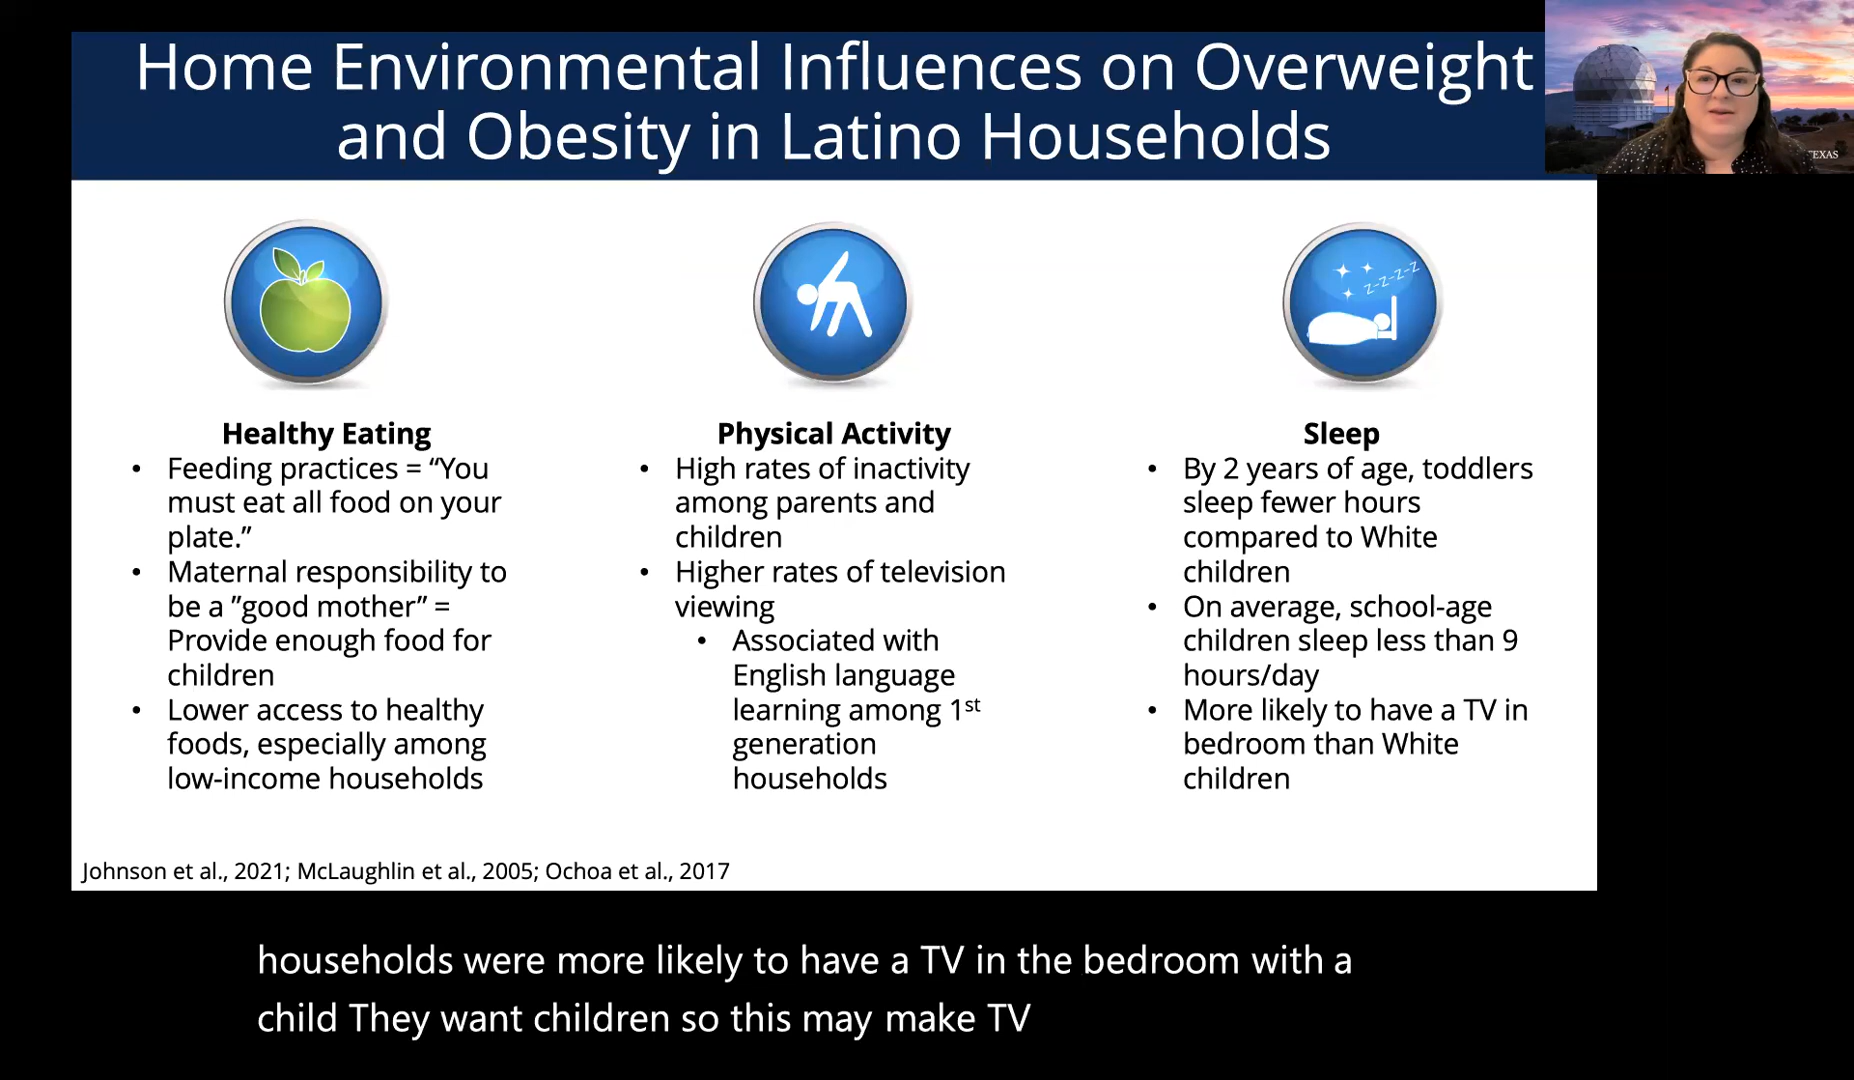 Home Environmental Influences on Overweight
and Obesity in Latino Households
TEXAS
z-z-z-z-z
Healthy Eating
• Feeding practices = “You
must eat all food on your
plate.”
• Maternal responsibility to
be a ”good mother” =
Provide enough food for
children
• Lower access to healthy
foods, especially among
low-income households
Physical Activity
• High rates of inactivity
among parents and
children
• Higher rates of television
viewing
• Associated with
English language
learning among 1st
generation
households
Sleep
• By 2 years of age, toddlers
sleep fewer hours
compared to White
children
• On average, school-age
children sleep less than 9
hours/day
• More likely to have a TV in
bedroom than White
children
Johnson et al., 2021; McLaughlin et al., 2005; Ochoa et al., 2017
households were more likely to have a TV in the bedroom with a
child They want children so this may make TV